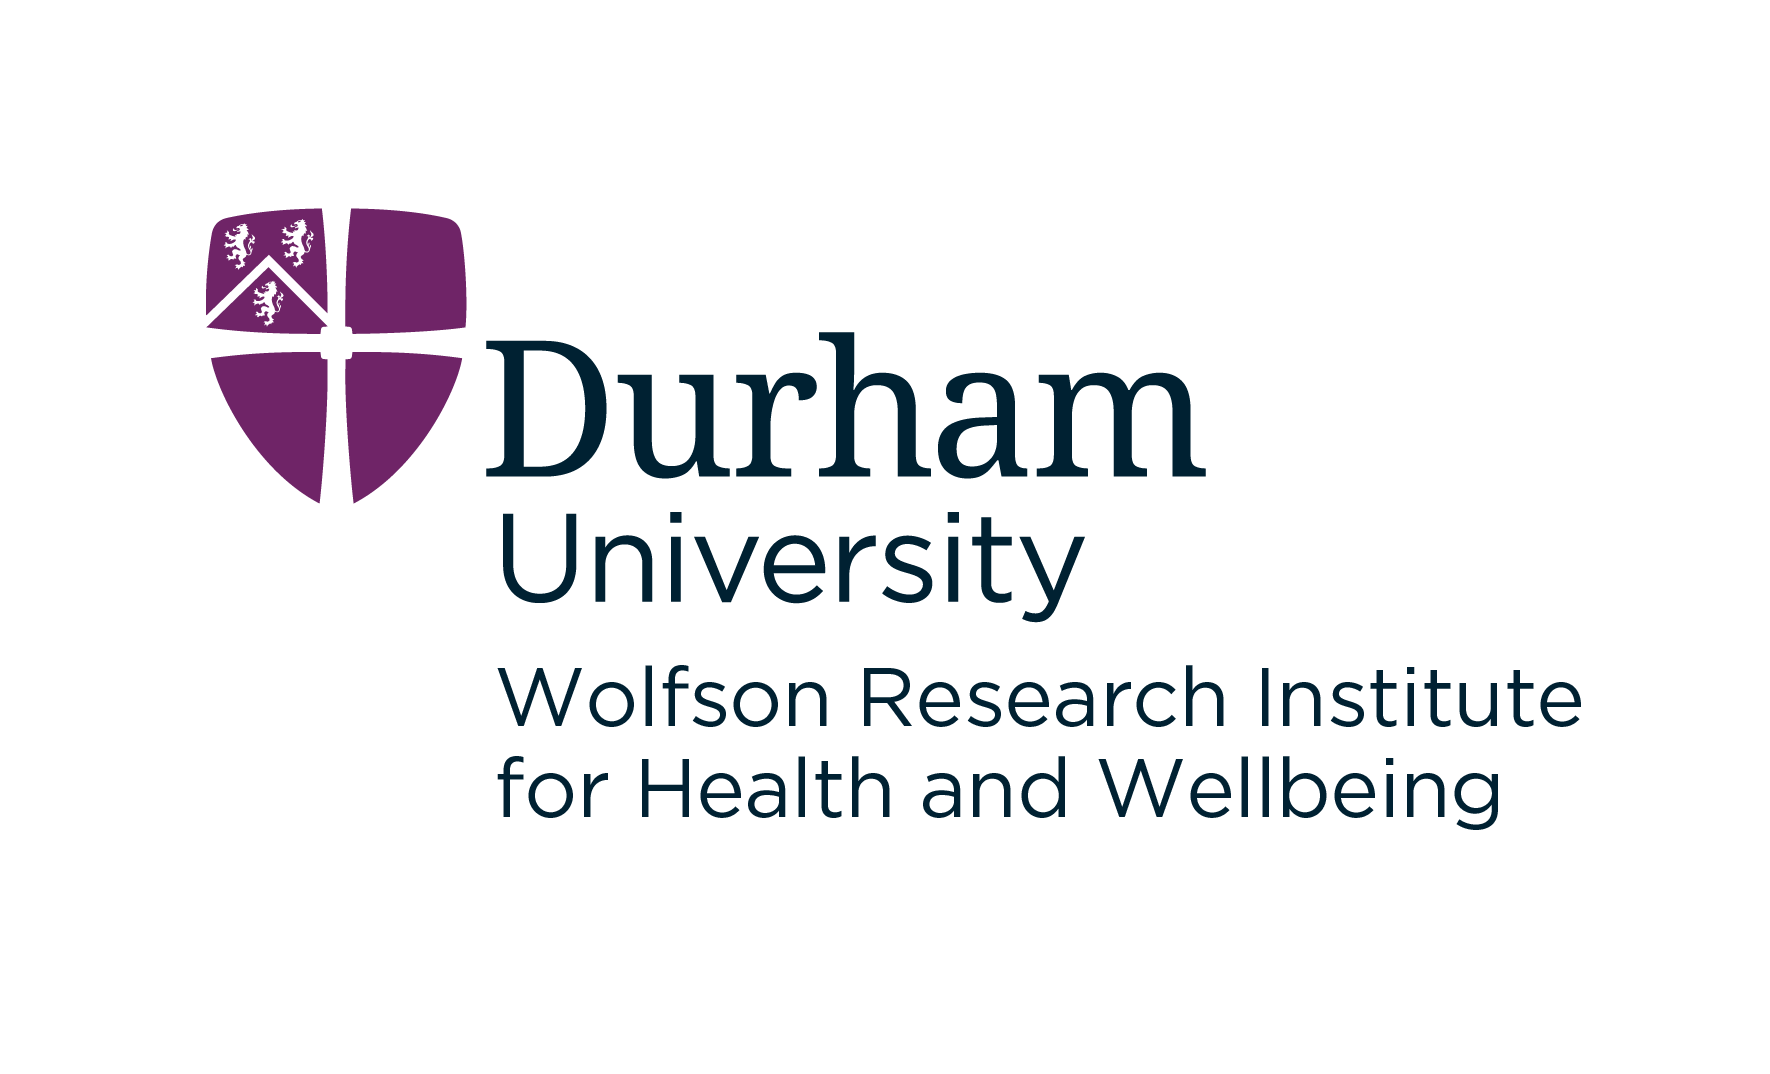 Durham
University
Wolfson Research Institute
for Health and Wellbeing